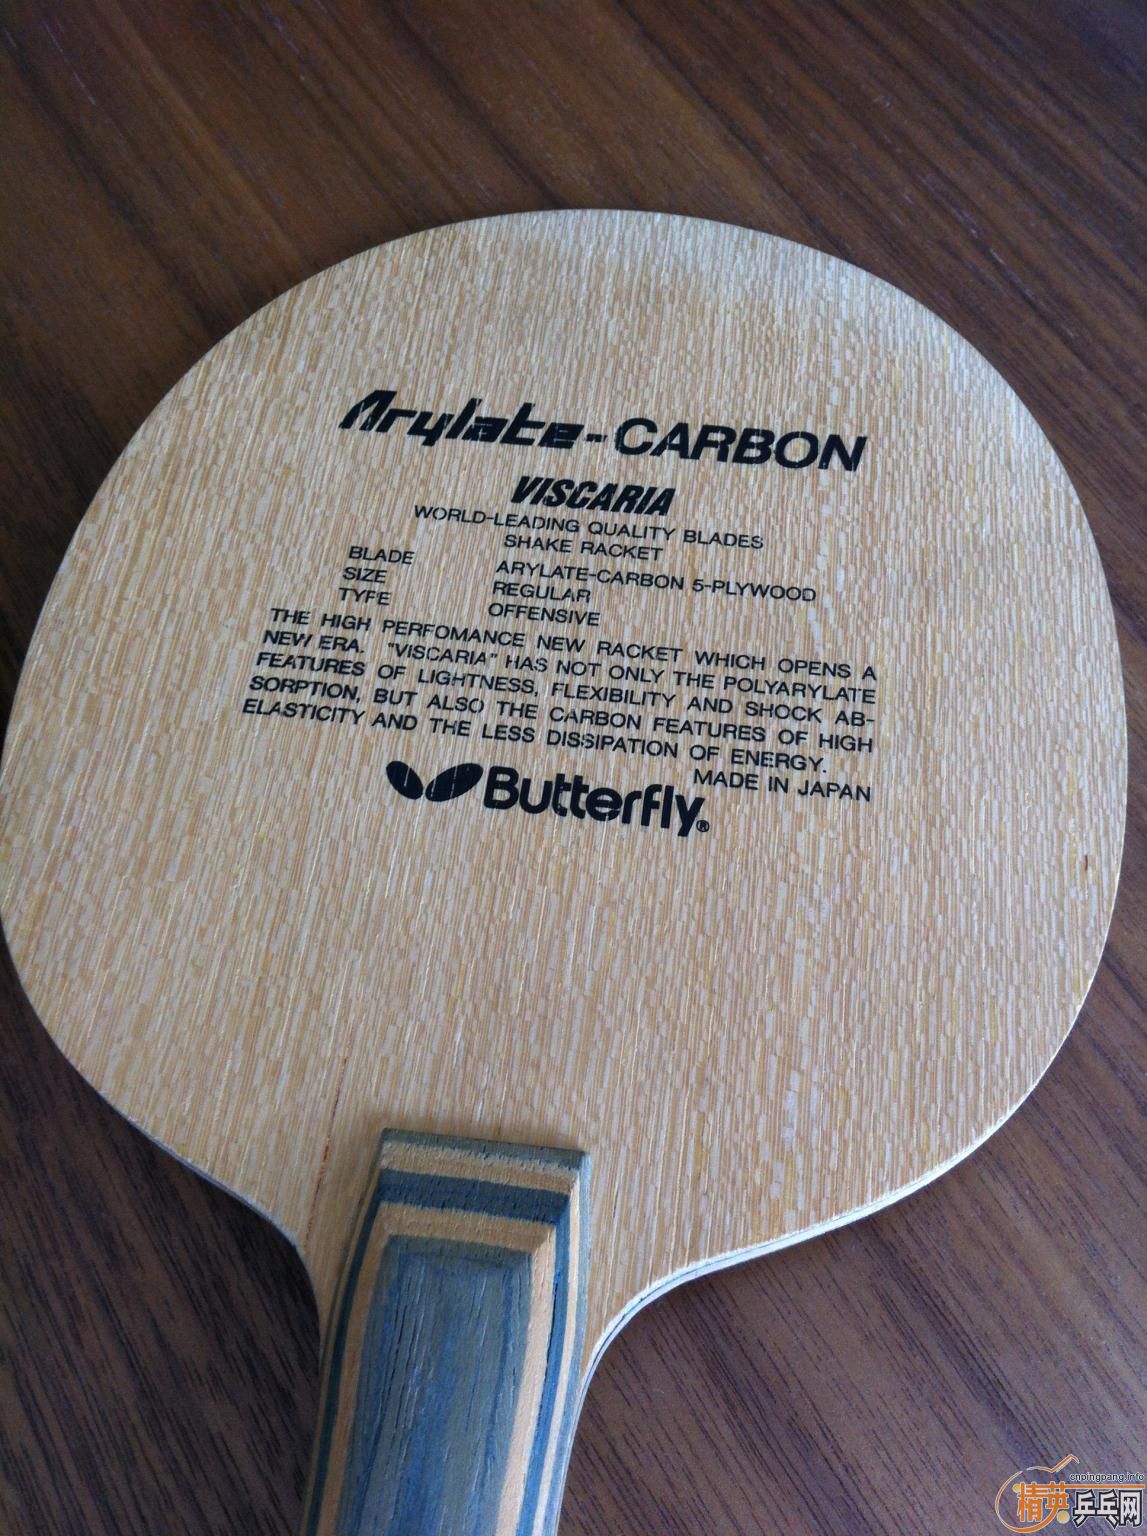 Arylate-CARBON
VISCARIA
WORLD-LEADING QUALITY BLADES
SHAKE RACKET
BLADE ARYLATE-CARBON 5-PLYWOOD
SIZE REGULAR
TYPE OFFENSIVE
THE HIGH PERFOMANCE NEW RACKET WHICH OPENS A
NEW ERA. "VISCARIA" HAS NOT ONLY THE POLYARYLATE
FEATURES OF LIGHTNESS, FLEXIBILITY AND SHOCK AB-
SORPTION, BUT ALSO THE CARBON FEATURES OF HIGH
ELASTICITY AND THE LESS DISSIPATION OF ENERGY.
MADE IN JAPAN
Butterfly®
cnpingpang.info
精英乒乓网